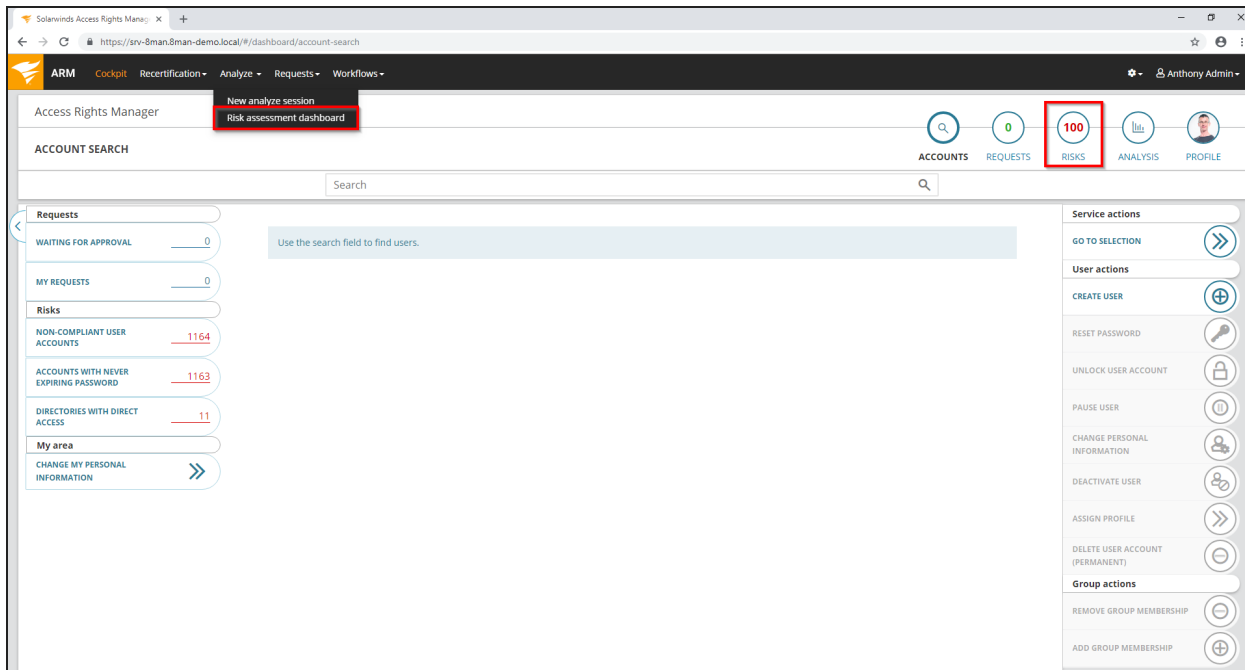 Solarwinds Access Rights Manag
https://srv-8man.8man-demo.local/#/dashboard/account-search
ARM Cockpit Recertification Analyze Requests Workflows Anthony Admin
New analyze session
Risk assessment dashboard
Access Rights Manager
ACCOUNT SEARCH
0 100
ACCOUNTS REQUESTS RISKS ANALYSIS PROFILE
Search
Requests
WAITING FOR APPROVAL 0
MY REQUESTS 0
Risks
NON-COMPLIANT USER
ACCOUNTS 1164
ACCOUNTS WITH NEVER
EXPIRING PASSWORD 1163
DIRECTORIES WITH DIRECT
ACCESS 11
My area
CHANGE MY PERSONAL
INFORMATION
Use the search field to find users.
Service actions
GO TO SELECTION
User actions
CREATE USER
RESET PASSWORD
UNLOCK USER ACCOUNT
PAUSE USER
CHANGE PERSONAL
INFORMATION
DEACTIVATE USER
ASSIGN PROFILE
DELETE USER ACCOUNT
(PERMANENT)
Group actions
REMOVE GROUP MEMBERSHIP
ADD GROUP MEMBERSHIP